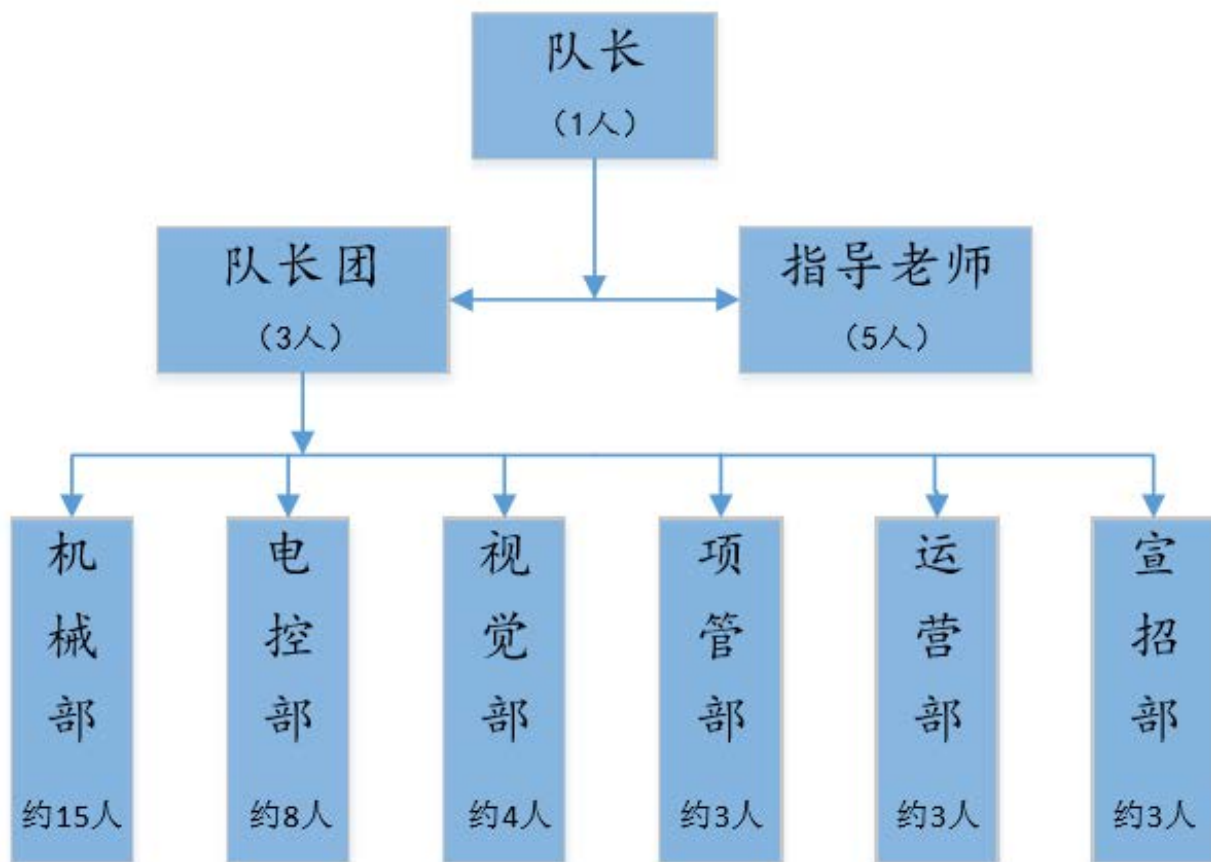 队长
（1人）
队长团
（3人）
指导老师
（5人）
机械部
约15人
电控部
约8人
视觉部
约4人
项管部
约3人
运营部
约3人
宣招部
约3人